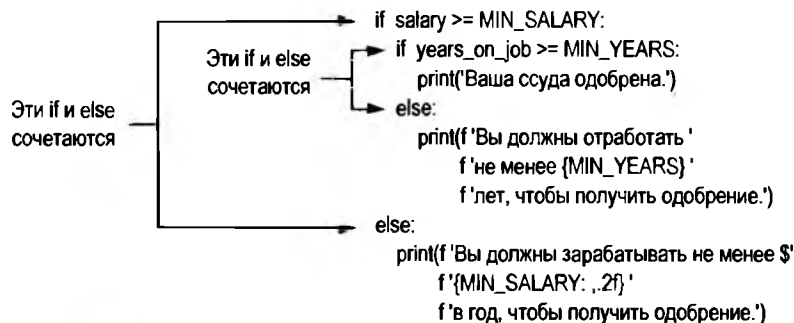 if salary >= MIN_SALARY:
Эти if и else
сочетаются
if years_on_job >= MIN_YEARS:
print('Ваша ссуда одобрена.')
else:
print(f 'Вы должны отработать '
f 'не менее {MIN_YEARS} '
f 'лет, чтобы получить одобрение.')
Эти if и else
сочетаются
else:
print(f 'Вы должны зарабатывать не менее $'
f '{MIN_SALARY: ,.2f} '
f 'в год, чтобы получить одобрение.')